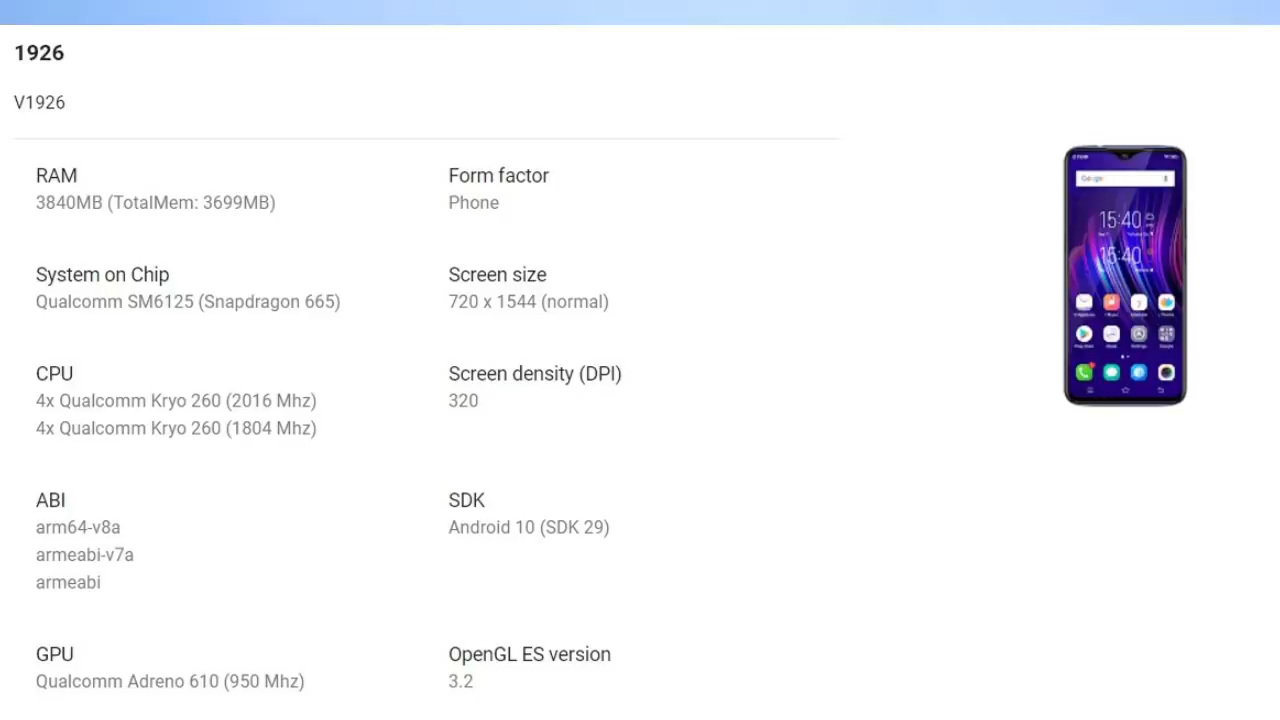 1926
V1926
RAM
3840MB (TotalMem: 3699MB)
Form factor
Phone
System on Chip
Qualcomm SM6125 (Snapdragon 665)
Screen size
720 x 1544 (normal)
CPU
4x Qualcomm Kryo 260 (2016 Mhz)
4x Qualcomm Kryo 260 (1804 Mhz)
Screen density (DPI)
320
ABI
arm64-v8a
armeabi-v7a
armeabi
SDK
Android 10 (SDK 29)
GPU
Qualcomm Adreno 610 (950 Mhz)
OpenGL ES version
3.2
Google
15:40
15:40